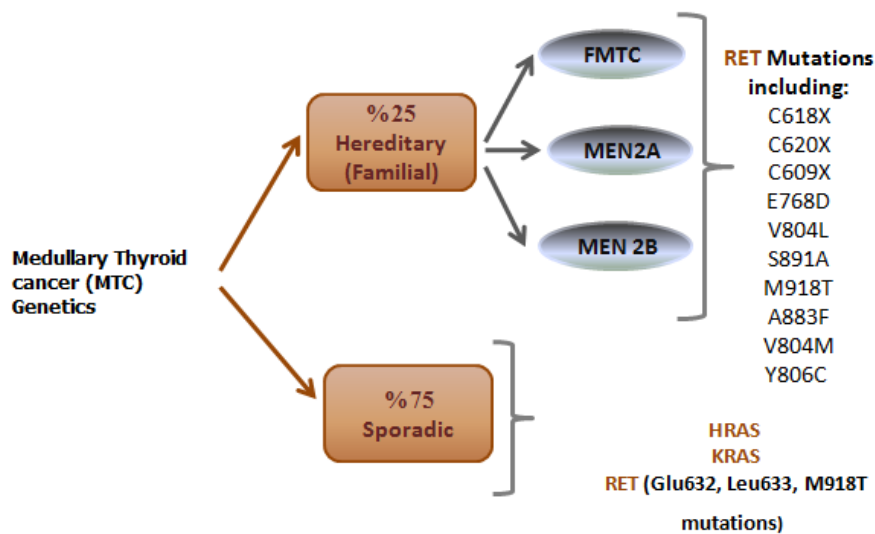 Medullary Thyroid
cancer (MTC)
Genetics
%25
Hereditary
(Familial)
FMTC
MEN2A
MEN 2B
RET Mutations
including:
C618X
C620X
C609X
E768D
V804L
S891A
M918T
A883F
V804M
Y806C
%75
Sporadic
HRAS
KRAS
RET (Glu632, Leu633, M918T
mutations)